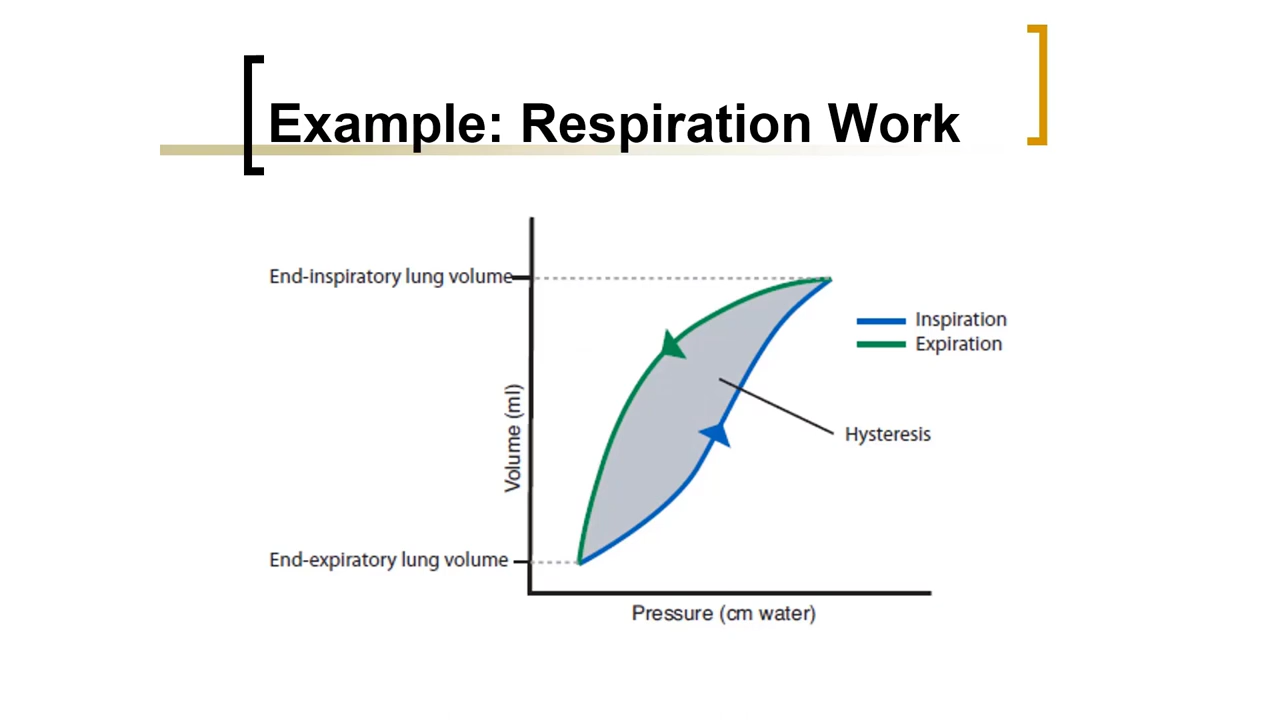 Example: Respiration Work
End-inspiratory lung volume
Inspiration
Expiration
Volume (ml)
Hysteresis
End-expiratory lung volume
Pressure (cm water)